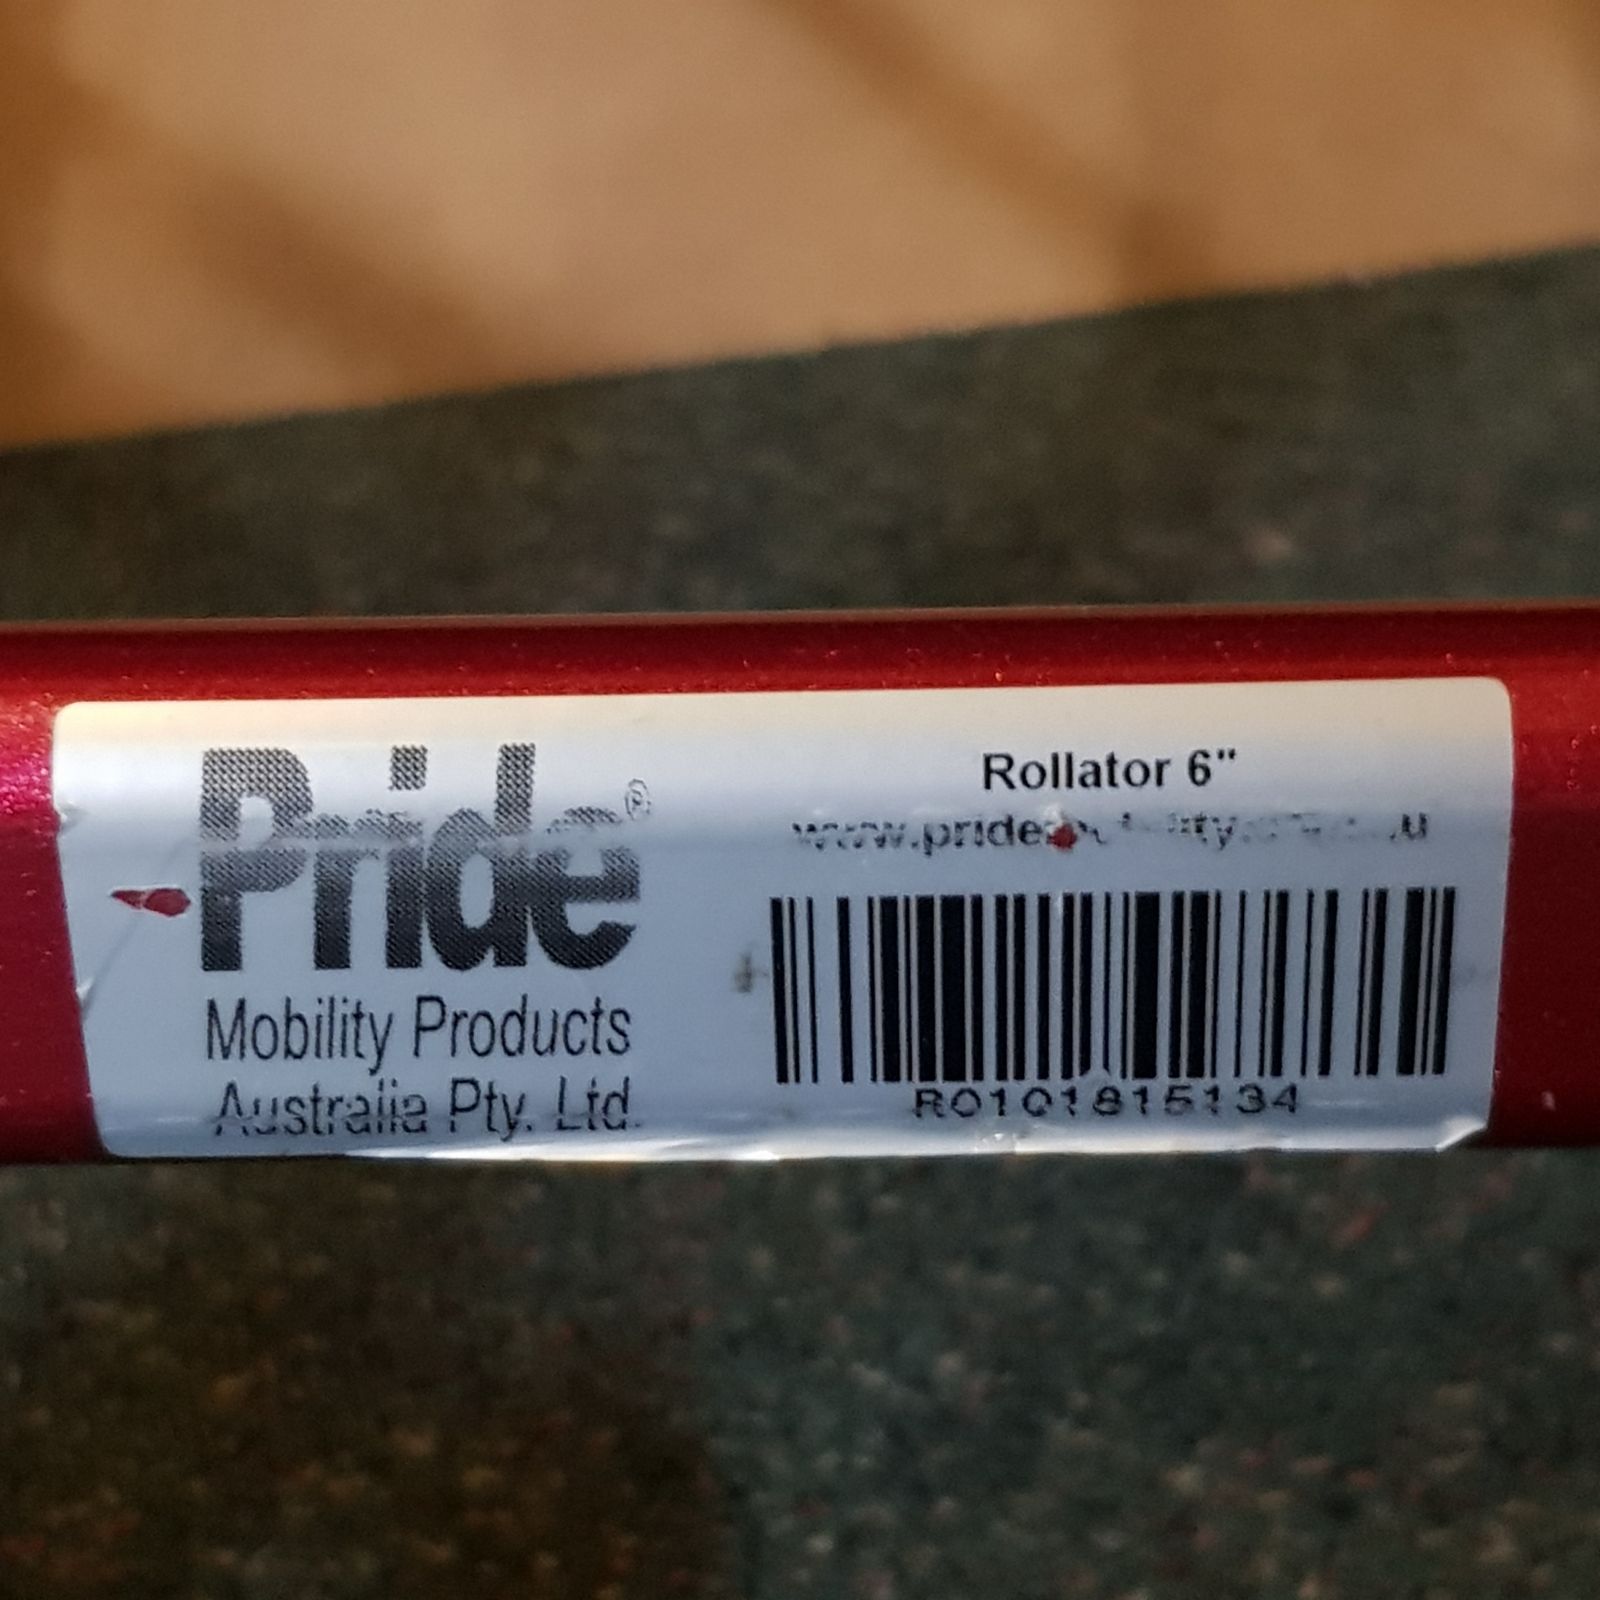 Pride®
Mobility Products
Australia Pty. Ltd.
Rollator 6"
R0101815134